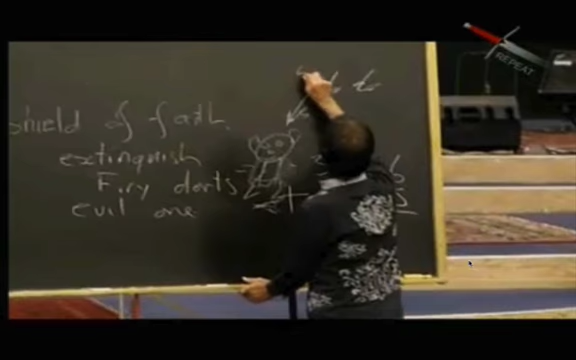 REPEAT
shield of faith
extinguish
Firy darts
evil one